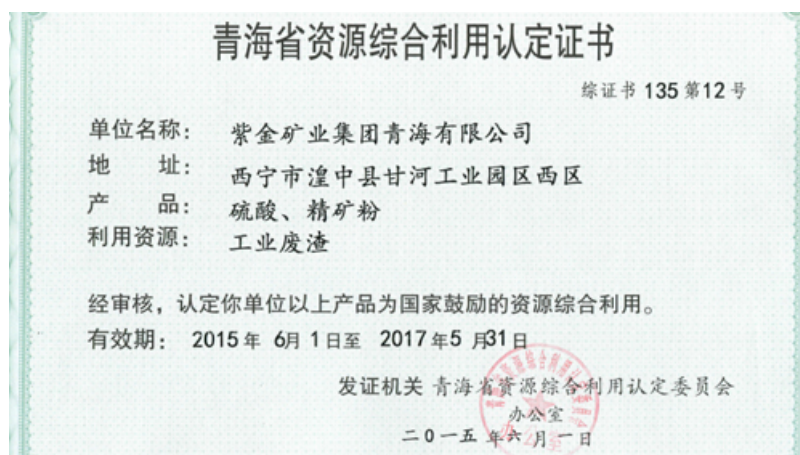 青海省资源综合利用认定证书
综证书 135 第12 号
单位名称： 紫金矿业集团青海有限公司
地 址： 西宁市湟中县甘河工业园区西区
产 品： 硫酸、精矿粉
利用资源： 工业废渣
经审核，认定你单位以上产品为国家鼓励的资源综合利用。
有效期： 2015 年 6月 1 日至 2017 年5 月31 日
发证机关 青海省资源综合利用认定委员会
办公室
二０一五 年六 月 一 日